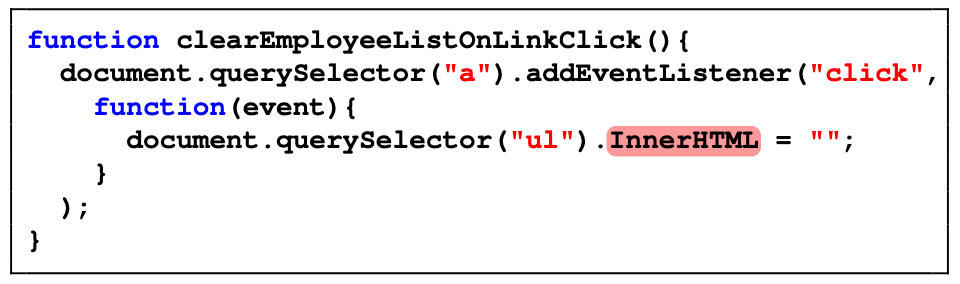 function clearEmployeeListOnLinkClick(){
  document.querySelector("a").addEventListener("click",
    function(event){
      document.querySelector("ul").InnerHTML = "";
    }
  );
}